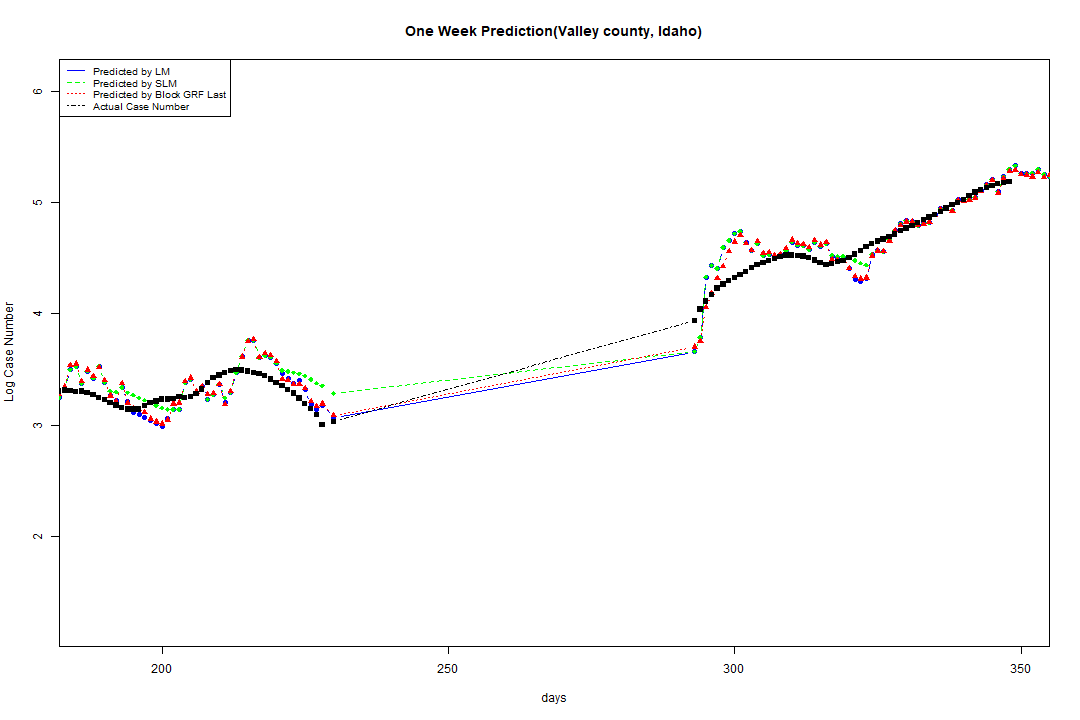 One Week Prediction(Valley county, Idaho)
Predicted by LM
Predicted by SLM
Predicted by Block GRF Last
Actual Case Number
6
5
4
3
2
Log Case Number
200
250
300
350
days